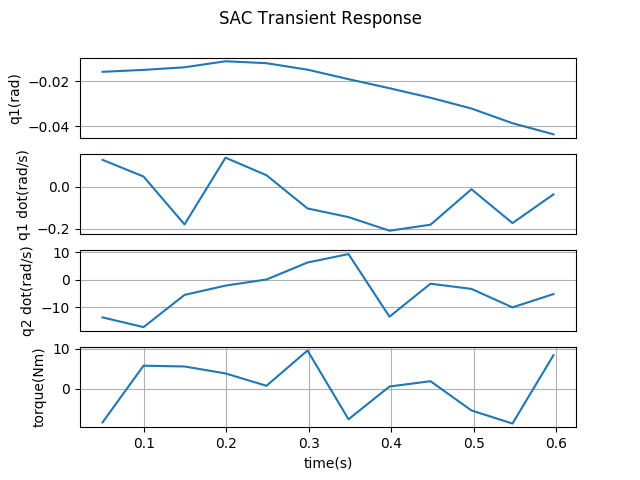 SAC Transient Response
q1(rad)
−0.02
−0.04
q1 dot(rad/s)
0.0
−0.2
q2 dot(rad/s)
10
0
−10
torque(Nm)
10
0
0.1 0.2 0.3 0.4 0.5 0.6
time(s)